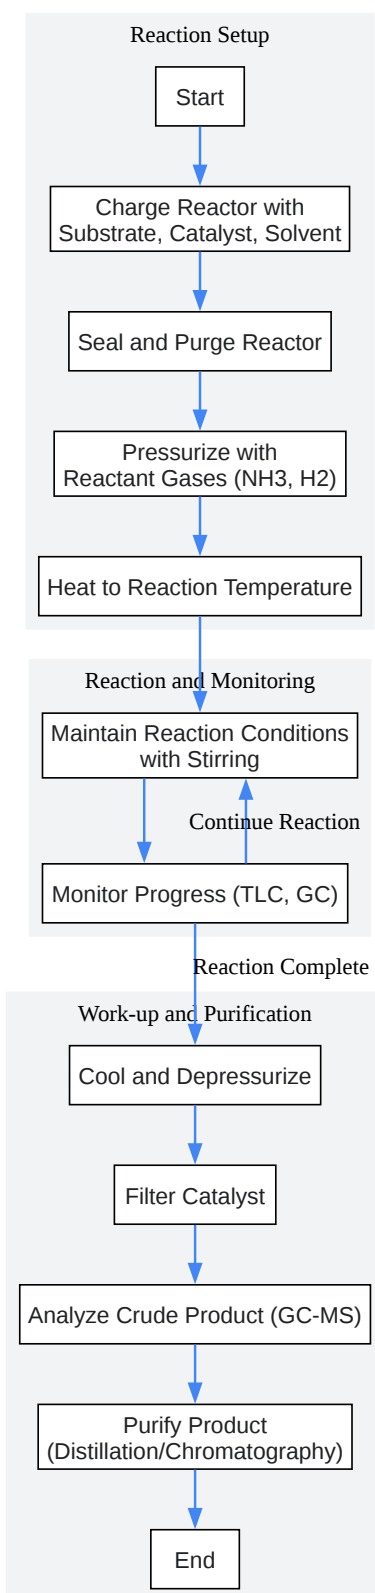 Reaction Setup
Start
Charge Reactor with
Substrate, Catalyst, Solvent
Seal and Purge Reactor
Pressurize with
Reactant Gases (NH3, H2)
Heat to Reaction Temperature
Reaction and Monitoring
Maintain Reaction Conditions
with Stirring
Continue Reaction
Monitor Progress (TLC, GC)
Reaction Complete
Work-up and Purification
Cool and Depressurize
Filter Catalyst
Analyze Crude Product (GC-MS)
Purify Product
(Distillation/Chromatography)
End